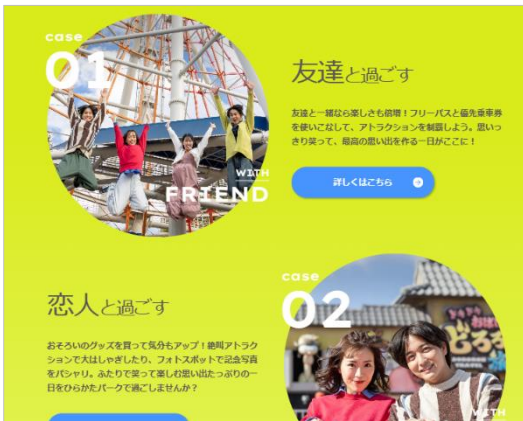 case
01
友達と過ごす
友達と一緒なら楽しさも倍増！フリーパスと優先乗車券
を使いこなして、アトラクションを制覇しよう。思いっ
きり笑って、最高の思い出を作る一日がここに！
WITH
FRIEND
詳しくはこちら
case
02
恋人と過ごす
おそろいのグッズを買って気分もアップ！絶叫アトラク
ションで大はしゃぎしたり、フォトスポットで記念写真
をパシャリ。ふたりで笑って楽しむ思い出たっぷりの一
日をひらかたパークで過ごしませんか？
WITH